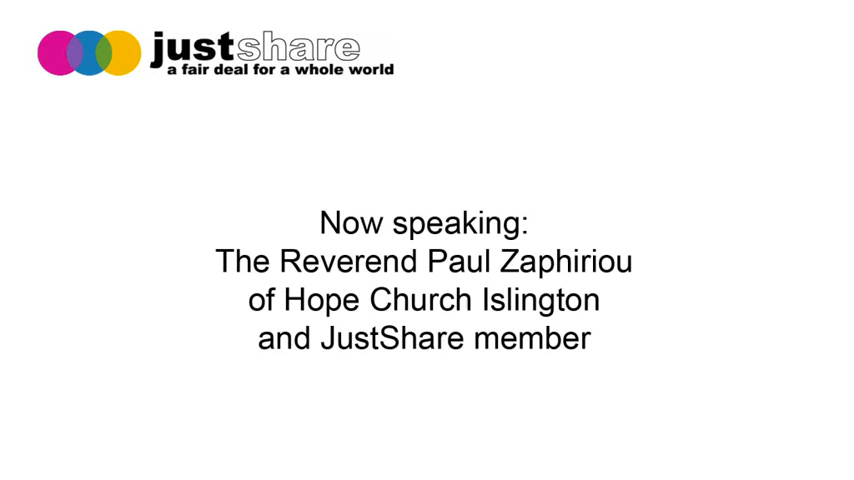 justshare
a fair deal for a whole world
Now speaking:
The Reverend Paul Zaphiriou
of Hope Church Islington
and JustShare member